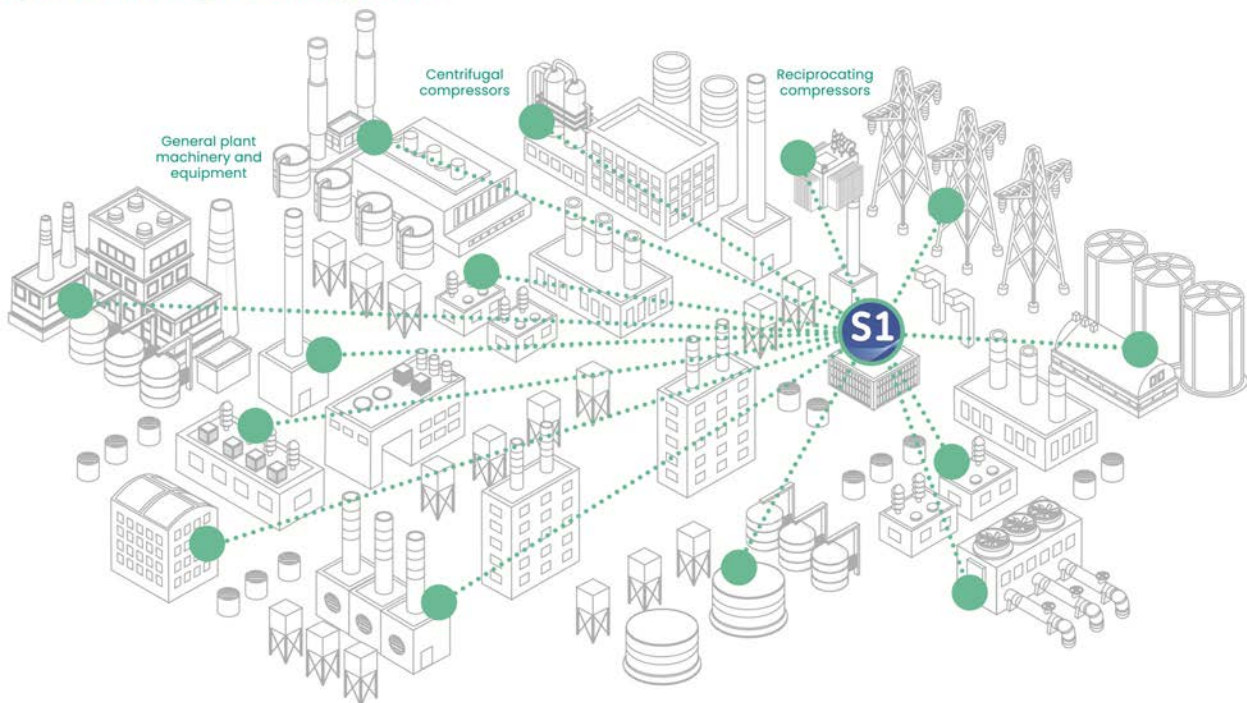 Centrifugal
compressors
Reciprocating
compressors
General plant
machinery and
equipment
S1